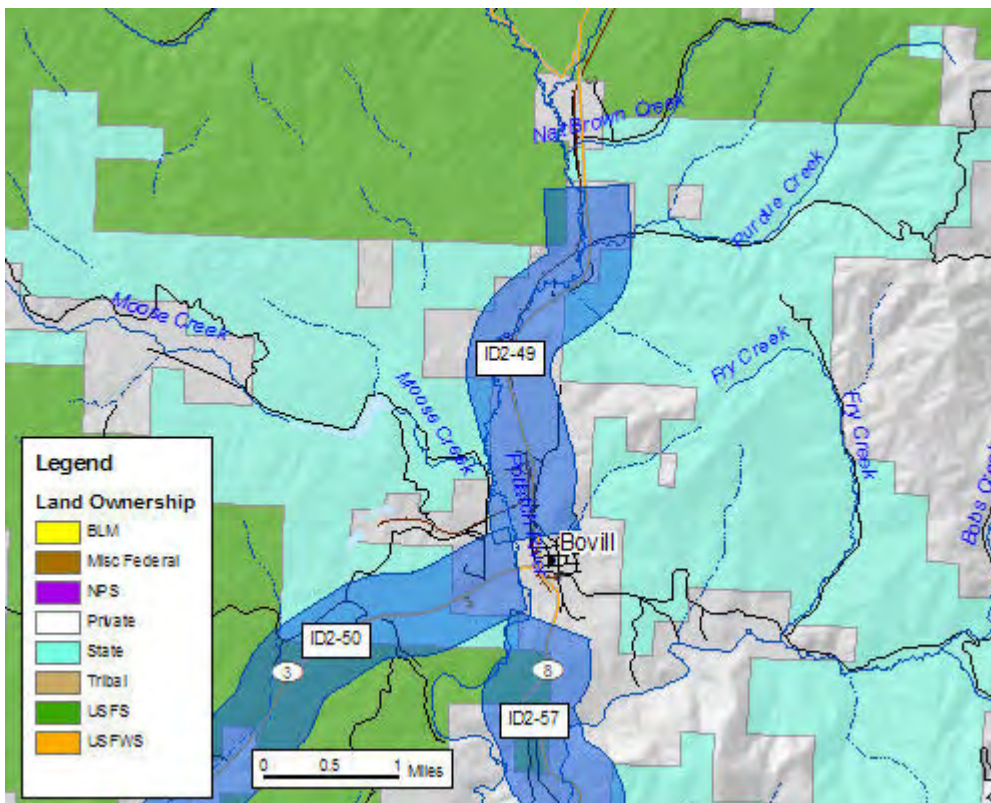 Nat Brown Creek
Purdue Creek
Moose Creek
ID2-49
Fry Creek
Moose Creek
Fry Creek
Bobs Creek
Bovill
ID2-50
3
8
ID2-57
Legend
Land Ownership
BLM
Misc Federal
NPS
Private
State
Tribal
USFS
USFWS
0 0.5 1
Miles